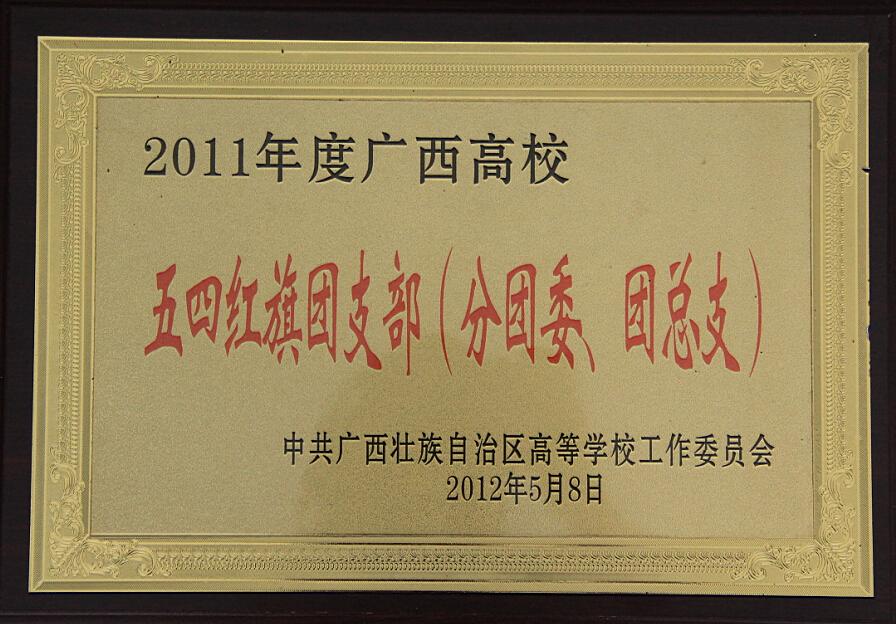 2011年度广西高校
五四红旗团支部（分团委、团总支）
中共广西壮族自治区高等学校工作委员会
2012年5月8日